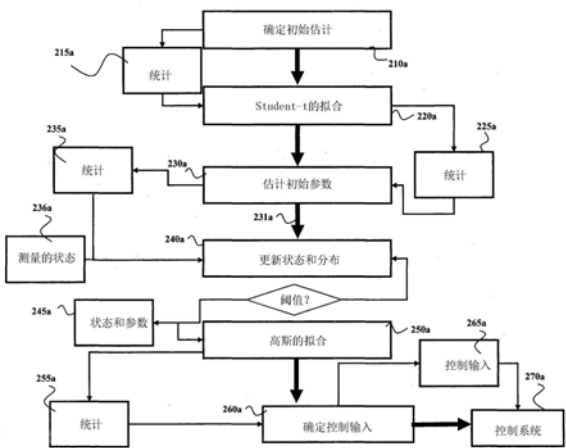 确定初始估计
215a
210a
统计
Student-t的拟合
220a
235a
225a
230a
统计
统计
估计初始参数
236a
231a
240a
测量的状态
更新状态和分布
阈值?
265a
245a
状态和参数
250a
高斯的拟合
控制输入
255a
270a
260a
统计
确定控制输入
控制系统